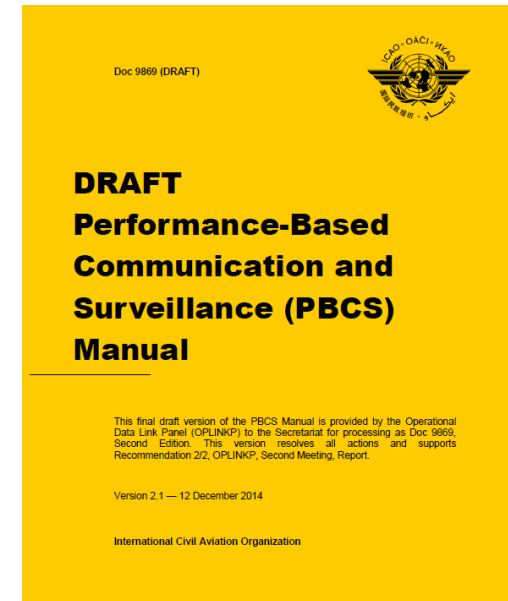 Doc 9869 (DRAFT)
ICAO · OACI · ИКАО
DRAFT
Performance-Based
Communication and
Surveillance (PBCS)
Manual
This final draft version of the PBCS Manual is provided by the Operational
Data Link Panel (OPLINKP) to the Secretariat for processing as Doc 9869,
Second Edition. This version resolves all actions and supports
Recommendation 2/2, OPLINKP, Second Meeting, Report.
Version 2.1 — 12 December 2014
International Civil Aviation Organization